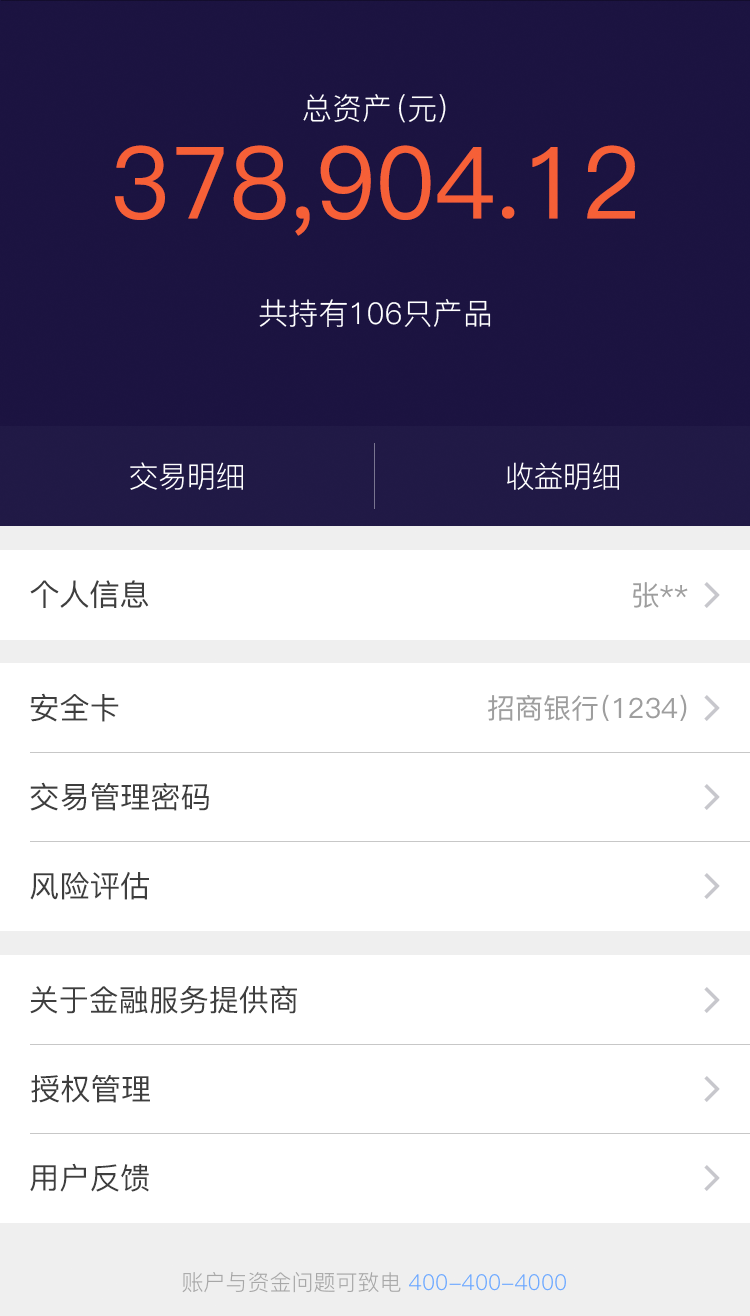 总资产(元)
378,904.12
共持有106只产品
交易明细 收益明细
个人信息 张**
安全卡 招商银行(1234)
交易管理密码
风险评估
关于金融服务提供商
授权管理
用户反馈
账户与资金问题可致电 400-400-4000